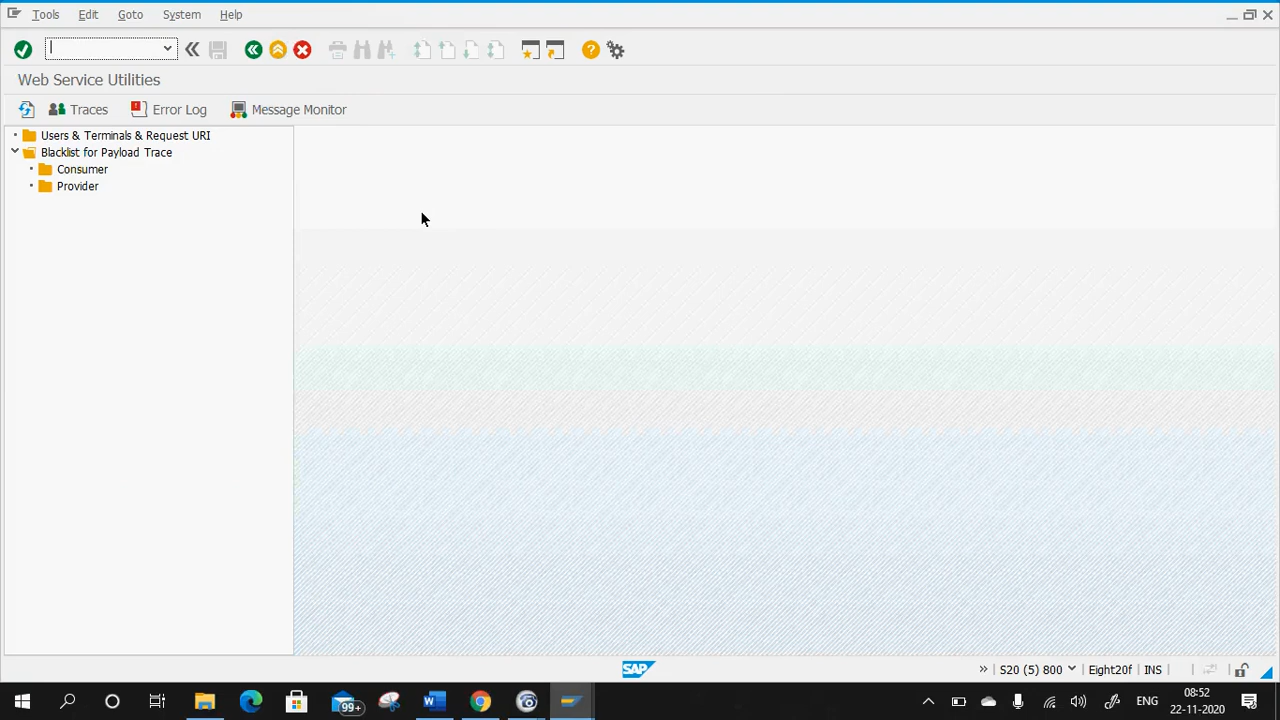 Tools Edit Goto System Help
Web Service Utilities
Traces Error Log Message Monitor
Users & Terminals & Request URI
Blacklist for Payload Trace
Consumer
Provider
SAP » S20 (5) 800 Eight20f INS
99+ W ENG 08:52
22-11-2020